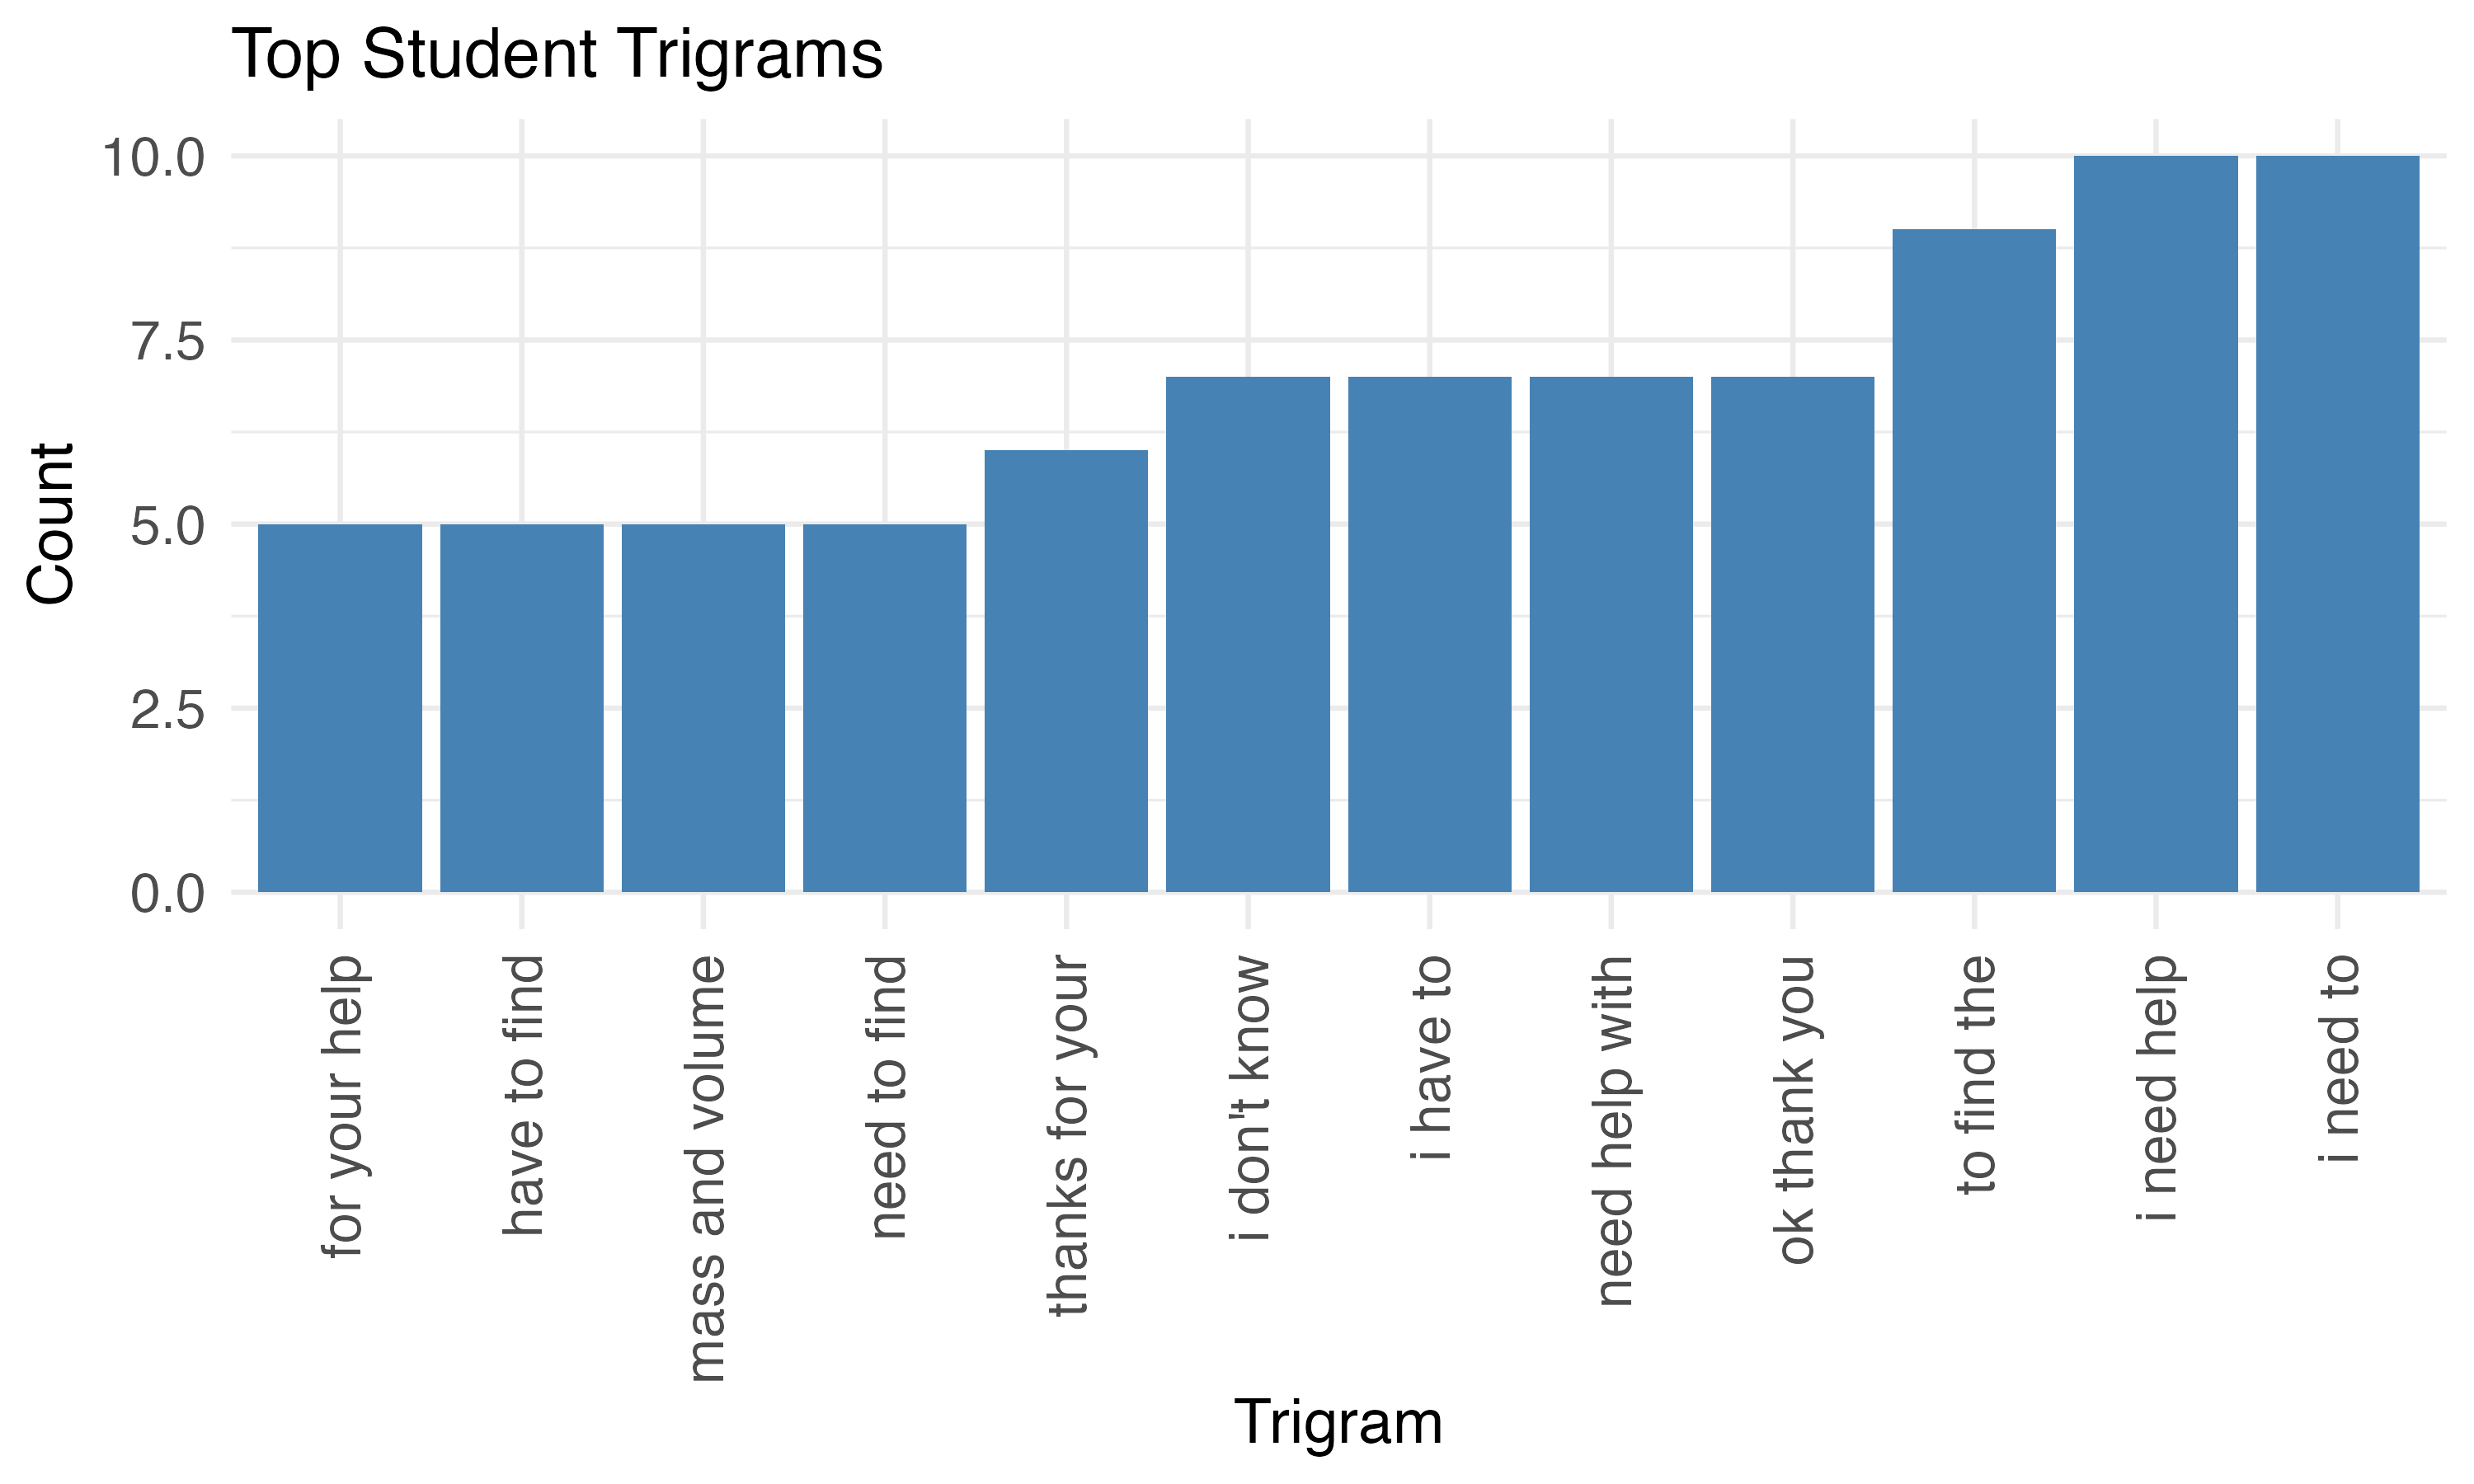 Top Student Trigrams
10.0
7.5
5.0
2.5
0.0
Count
for your help
have to find
mass and volume
need to find
thanks for your
i don't know
i have to
need help with
ok thank you
to find the
i need help
i need to
Trigram